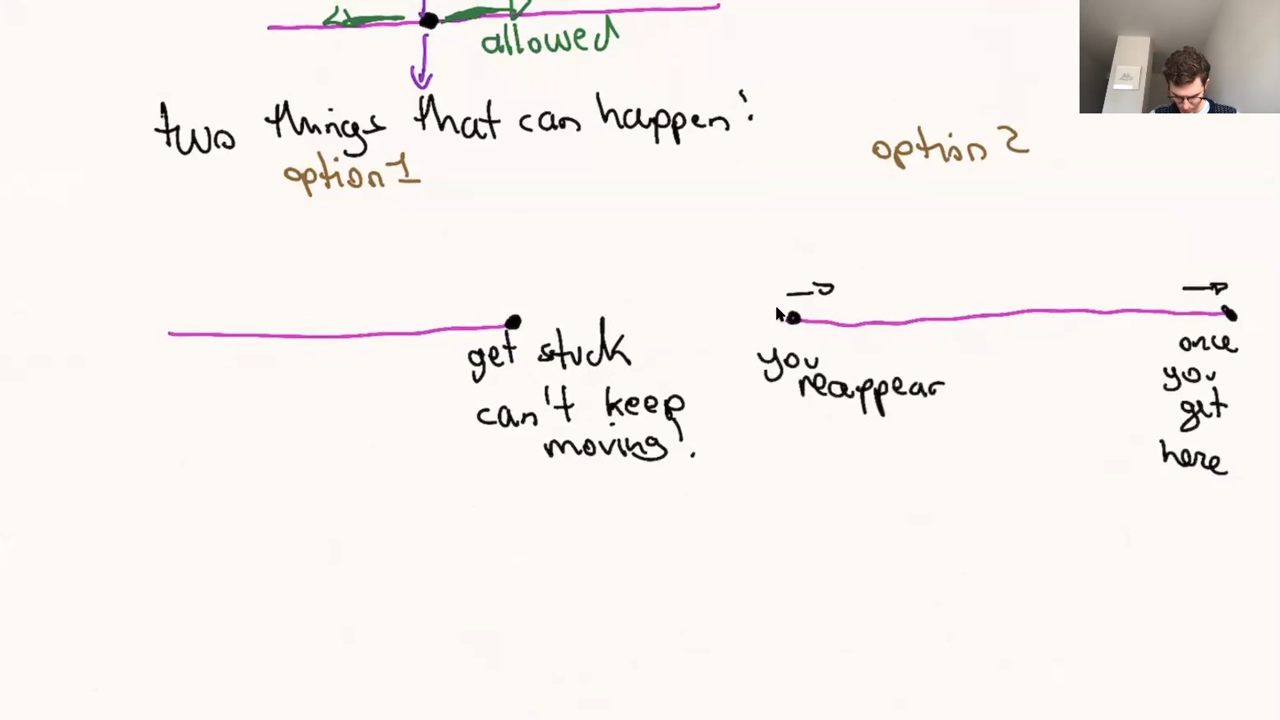 allowed
two things that can happen:
option 1
option 2
get stuck
can't keep
moving!
you
reappear
once
you
get
here